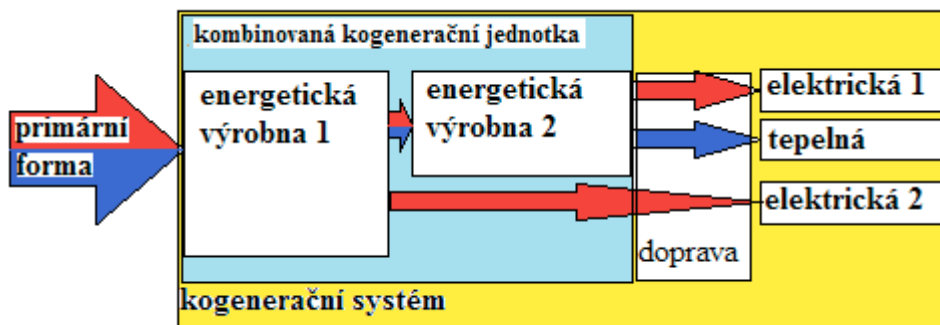 kombinovaná kogenerační jednotka
primární
forma
energetická
výrobna 1
energetická
výrobna 2
elektrická 1
tepelná
elektrická 2
doprava
kogenerační systém